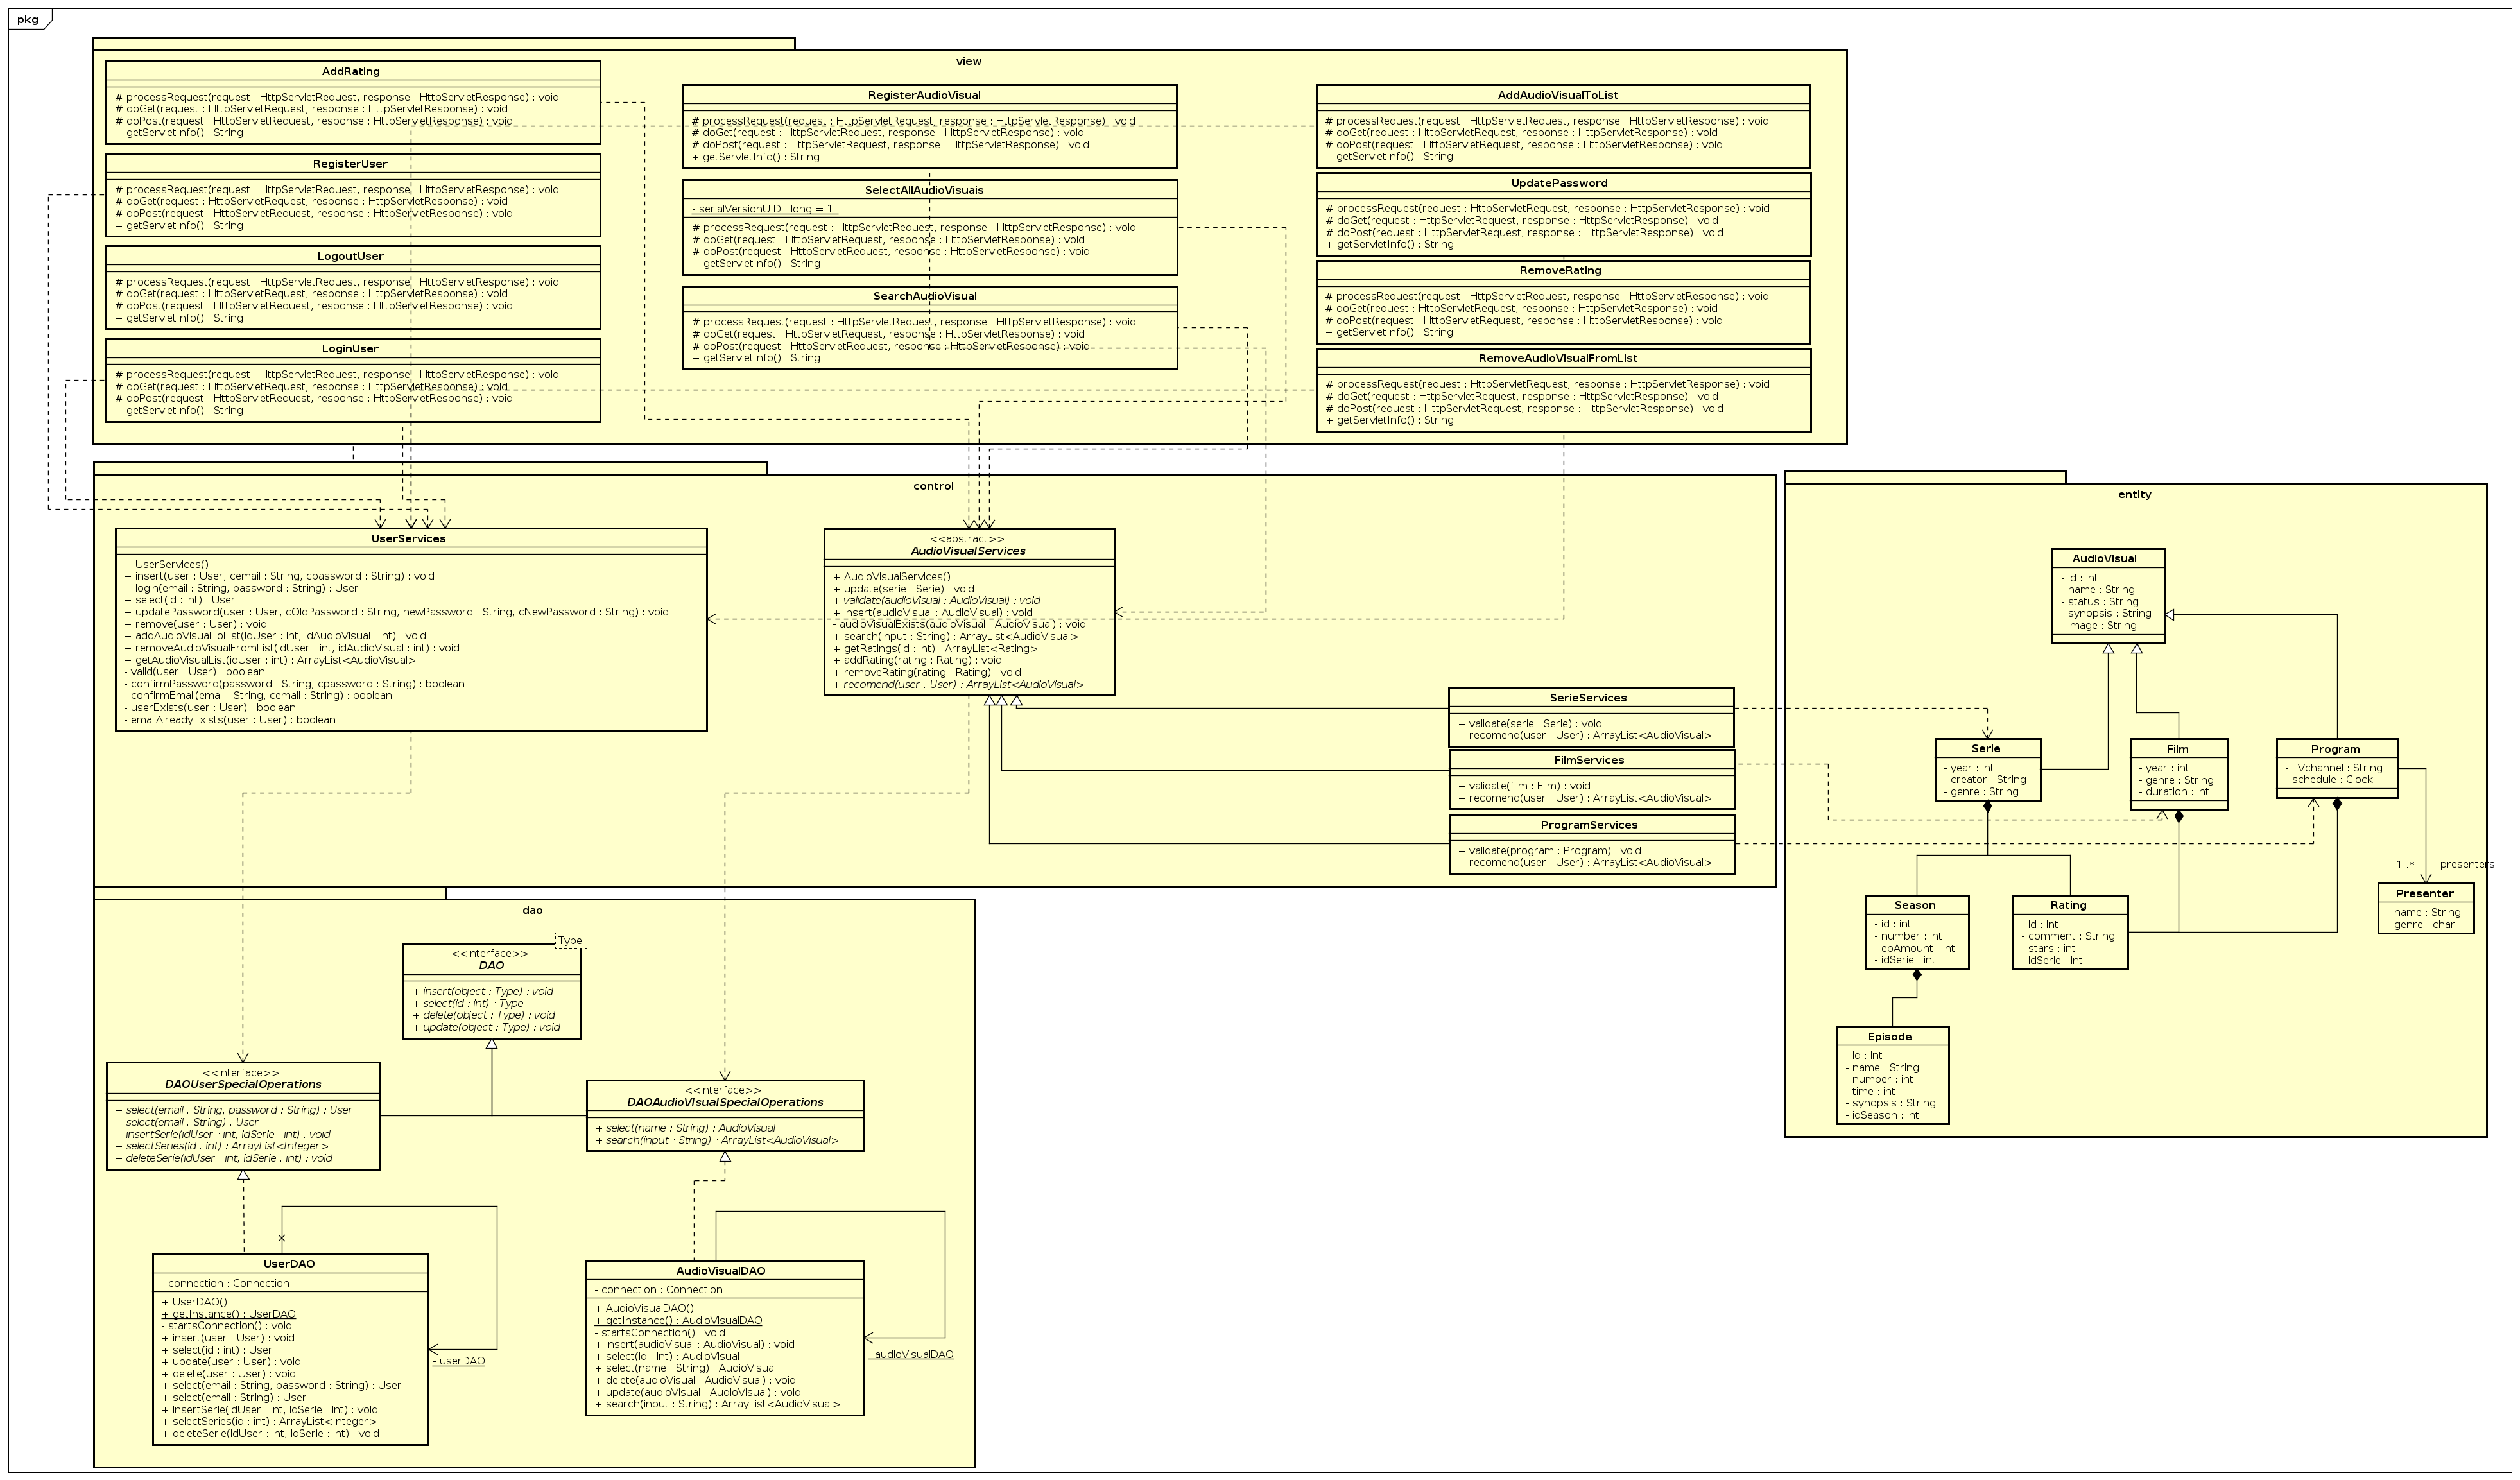 pkg
view
AddRating
# processRequest(request : HttpServletRequest, response : HttpServletResponse) : void
# doGet(request : HttpServletRequest, response : HttpServletResponse) : void
# doPost(request : HttpServletRequest, response : HttpServletResponse) : void
+ getServletInfo() : String
RegisterUser
# processRequest(request : HttpServletRequest, response : HttpServletResponse) : void
# doGet(request : HttpServletRequest, response : HttpServletResponse) : void
# doPost(request : HttpServletRequest, response : HttpServletResponse) : void
+ getServletInfo() : String
LogoutUser
# processRequest(request : HttpServletRequest, response : HttpServletResponse) : void
# doGet(request : HttpServletRequest, response : HttpServletResponse) : void
# doPost(request : HttpServletRequest, response : HttpServletResponse) : void
+ getServletInfo() : String
LoginUser
# processRequest(request : HttpServletRequest, response : HttpServletResponse) : void
# doGet(request : HttpServletRequest, response : HttpServletResponse) : void
# doPost(request : HttpServletRequest, response : HttpServletResponse) : void
+ getServletInfo() : String
RegisterAudioVisual
# processRequest(request : HttpServletRequest, response : HttpServletResponse) : void
# doGet(request : HttpServletRequest, response : HttpServletResponse) : void
# doPost(request : HttpServletRequest, response : HttpServletResponse) : void
+ getServletInfo() : String
SelectAllAudioVisuais
- serialVersionUID : long = 1L
# processRequest(request : HttpServletRequest, response : HttpServletResponse) : void
# doGet(request : HttpServletRequest, response : HttpServletResponse) : void
# doPost(request : HttpServletRequest, response : HttpServletResponse) : void
+ getServletInfo() : String
SearchAudioVisual
# processRequest(request : HttpServletRequest, response : HttpServletResponse) : void
# doGet(request : HttpServletRequest, response : HttpServletResponse) : void
# doPost(request : HttpServletRequest, response : HttpServletResponse) : void
+ getServletInfo() : String
AddAudioVisualToList
# processRequest(request : HttpServletRequest, response : HttpServletResponse) : void
# doGet(request : HttpServletRequest, response : HttpServletResponse) : void
# doPost(request : HttpServletRequest, response : HttpServletResponse) : void
+ getServletInfo() : String
UpdatePassword
# processRequest(request : HttpServletRequest, response : HttpServletResponse) : void
# doGet(request : HttpServletRequest, response : HttpServletResponse) : void
# doPost(request : HttpServletRequest, response : HttpServletResponse) : void
+ getServletInfo() : String
RemoveRating
# processRequest(request : HttpServletRequest, response : HttpServletResponse) : void
# doGet(request : HttpServletRequest, response : HttpServletResponse) : void
# doPost(request : HttpServletRequest, response : HttpServletResponse) : void
+ getServletInfo() : String
RemoveAudioVisualFromList
# processRequest(request : HttpServletRequest, response : HttpServletResponse) : void
# doGet(request : HttpServletRequest, response : HttpServletResponse) : void
# doPost(request : HttpServletRequest, response : HttpServletResponse) : void
+ getServletInfo() : String
control
UserServices
+ UserServices()
+ insert(user : User, cemail : String, cpassword : String) : void
+ login(email : String, password : String) : User
+ select(id : int) : User
+ updatePassword(user : User, cOldPassword : String, newPassword : String, cNewPassword : String) : void
+ remove(user : User) : void
+ addAudioVisualToList(idUser : int, idAudioVisual : int) : void
+ removeAudioVisualFromList(idUser : int, idAudioVisual : int) : void
+ getAudioVisualList(idUser : int) : ArrayList<AudioVisual>
- valid(user : User) : boolean
- confirmPassword(password : String, cpassword : String) : boolean
- confirmEmail(email : String, cemail : String) : boolean
- userExists(user : User) : boolean
- emailAlreadyExists(user : User) : boolean
<<abstract>>
AudioVisualServices
+ AudioVisualServices()
+ update(serie : Serie) : void
+ validate(audioVisual : AudioVisual) : void
+ insert(audioVisual : AudioVisual) : void
- audioVisualExists(audioVisual : AudioVisual) : void
+ search(input : String) : ArrayList<AudioVisual>
+ getRatings(id : int) : ArrayList<Rating>
+ addRating(rating : Rating) : void
+ removeRating(rating : Rating) : void
+ recomend(user : User) : ArrayList<AudioVisual>
SerieServices
+ validate(serie : Serie) : void
+ recomend(user : User) : ArrayList<AudioVisual>
FilmServices
+ validate(film : Film) : void
+ recomend(user : User) : ArrayList<AudioVisual>
ProgramServices
+ validate(program : Program) : void
+ recomend(user : User) : ArrayList<AudioVisual>
entity
AudioVisual
- id : int
- name : String
- status : String
- synopsis : String
- image : String
Serie
- year : int
- creator : String
- genre : String
Film
- year : int
- genre : String
- duration : int
Program
- TVchannel : String
- schedule : Clock
1..*
- presenters
Presenter
- name : String
- genre : char
Season
- id : int
- number : int
- epAmount : int
- idSerie : int
Rating
- id : int
- comment : String
- stars : int
- idSerie : int
Episode
- id : int
- name : String
- number : int
- time : int
- synopsis : String
- idSeason : int
dao
Type
<<interface>>
DAO
+ insert(object : Type) : void
+ select(id : int) : Type
+ delete(object : Type) : void
+ update(object : Type) : void
<<interface>>
DAOUserSpecialOperations
+ select(email : String, password : String) : User
+ select(email : String) : User
+ insertSerie(idUser : int, idSerie : int) : void
+ selectSeries(id : int) : ArrayList<Integer>
+ deleteSerie(idUser : int, idSerie : int) : void
<<interface>>
DAOAudioVIsualSpecialOperations
+ select(name : String) : AudioVisual
+ search(input : String) : ArrayList<AudioVisual>
UserDAO
- connection : Connection
+ UserDAO()
+ getInstance() : UserDAO
- startsConnection() : void
+ insert(user : User) : void
+ select(id : int) : User
+ update(user : User) : void
+ delete(user : User) : void
+ select(email : String, password : String) : User
+ select(email : String) : User
+ insertSerie(idUser : int, idSerie : int) : void
+ selectSeries(id : int) : ArrayList<Integer>
+ deleteSerie(idUser : int, idSerie : int) : void
- userDAO
AudioVisualDAO
- connection : Connection
+ AudioVisualDAO()
+ getInstance() : AudioVisualDAO
- startsConnection() : void
+ insert(audioVisual : AudioVisual) : void
+ select(id : int) : AudioVisual
+ select(name : String) : AudioVisual
+ delete(audioVisual : AudioVisual) : void
+ update(audioVisual : AudioVisual) : void
+ search(input : String) : ArrayList<AudioVisual>
- audioVisualDAO